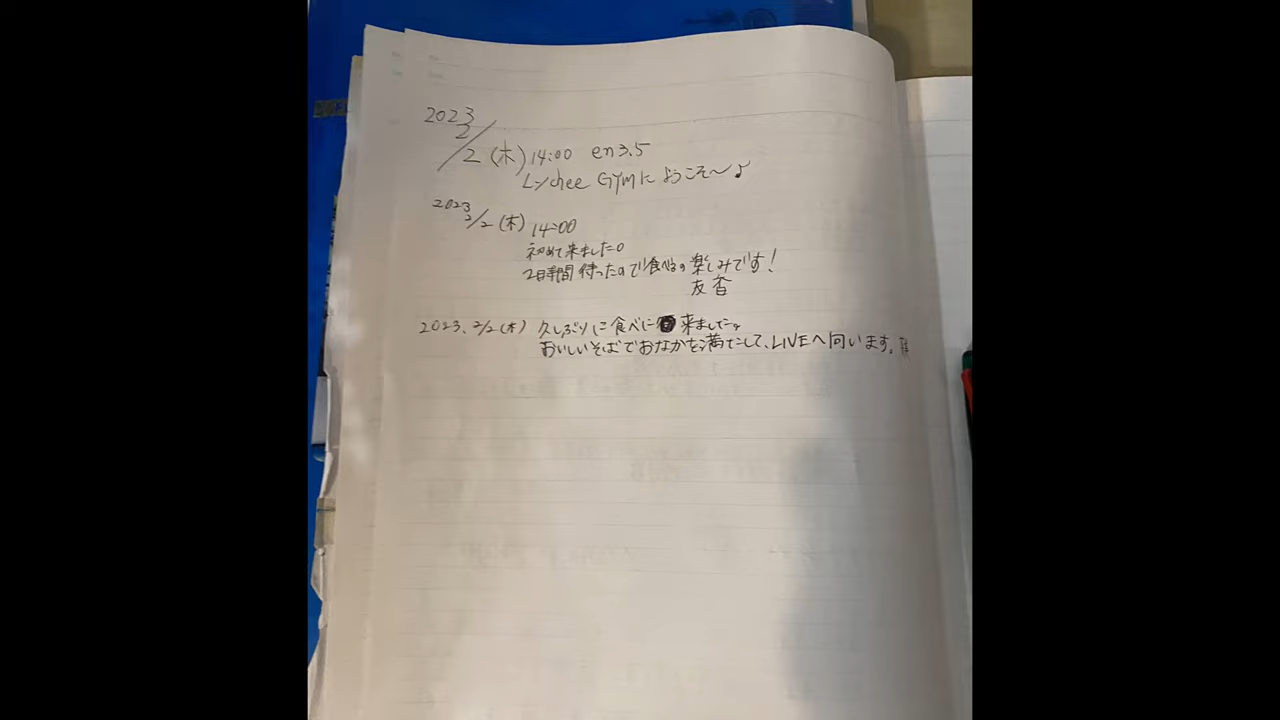 2023
2/2(木) 14:00 en3.5
Lychee GYMにようこそ〜♪
2023
2/2(木) 14:00
初めて来ました。
2時間待ったので食べるの楽しみです!
友香
2023. 2/2(木) 久しぶりに食べに来ました。
おいしいそばでおなかを満たして、LIVEへ向います。